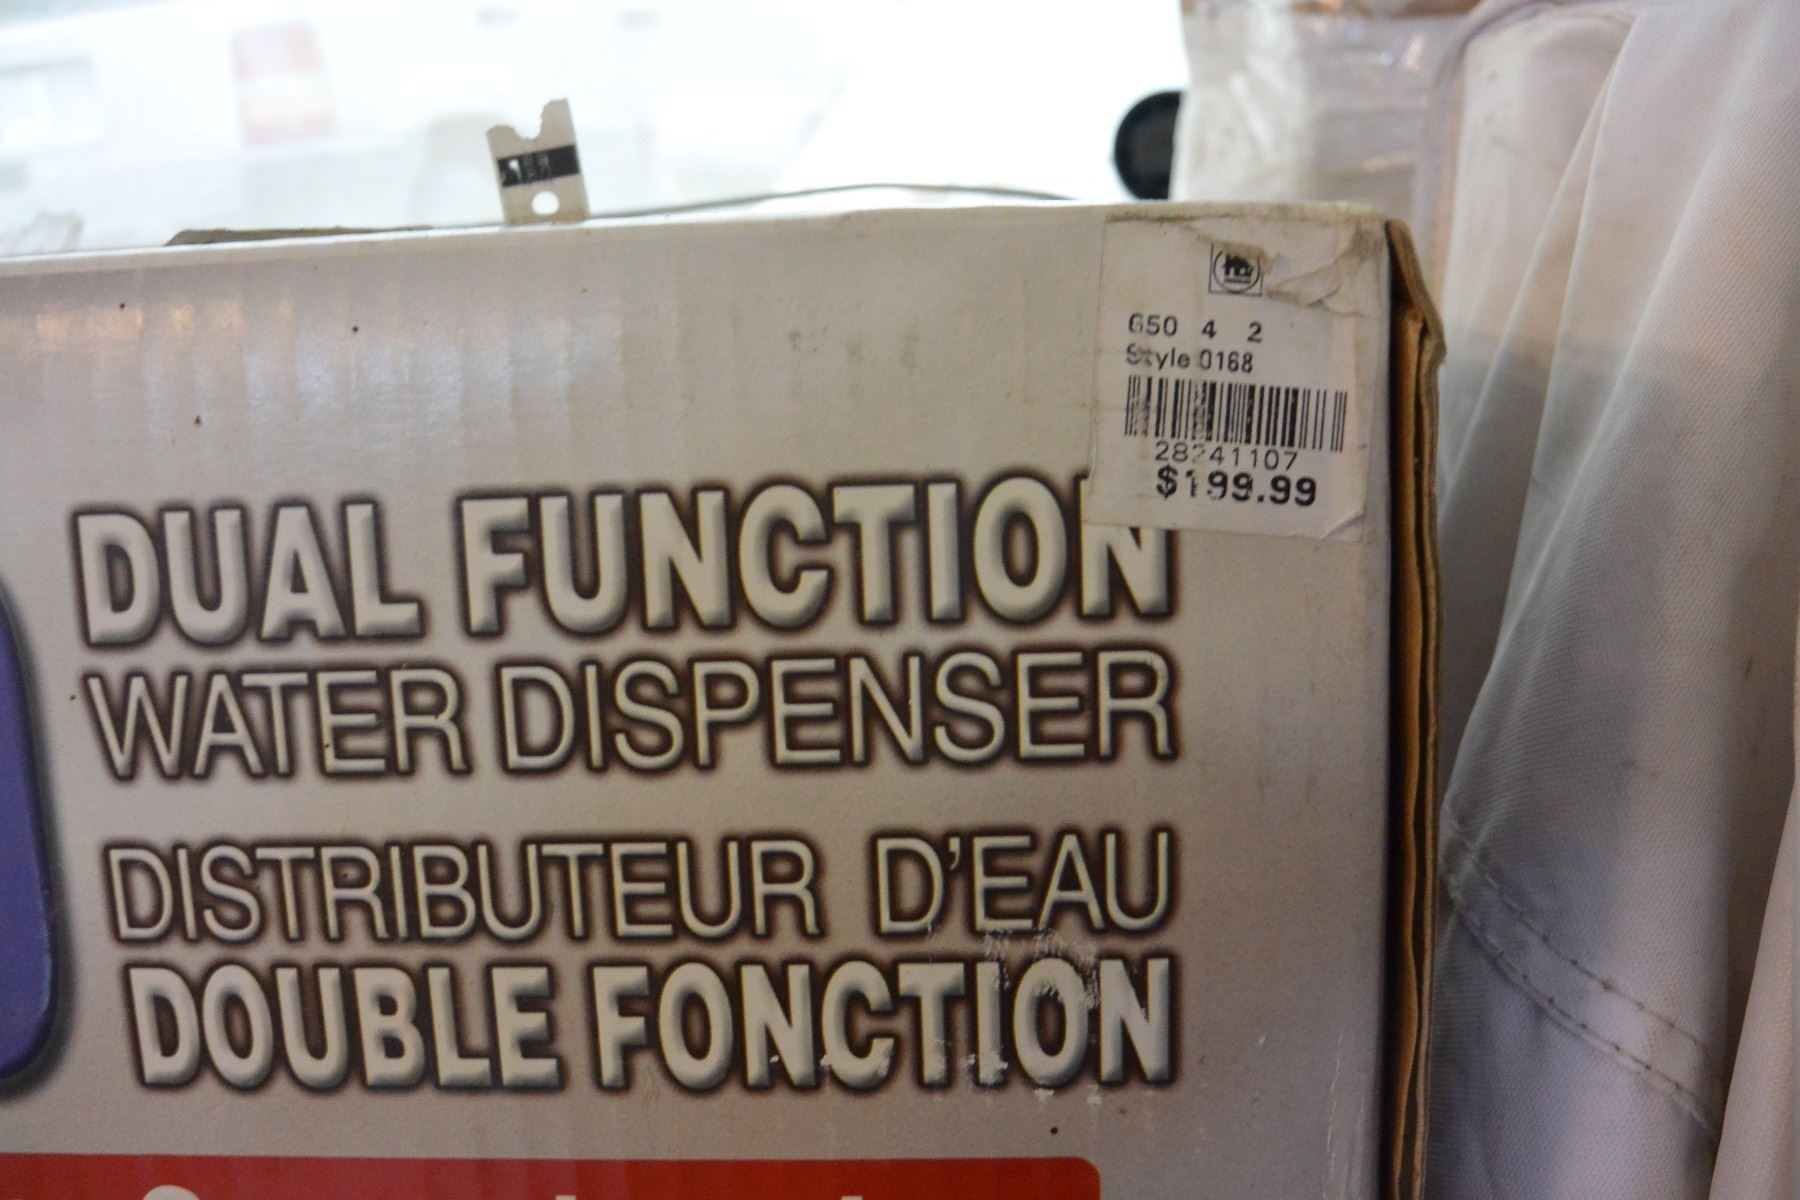 650 4 2
Style 0168
28241107
$199.99
DUAL FUNCTION
WATER DISPENSER
DISTRIBUTEUR D'EAU
DOUBLE FONCTION